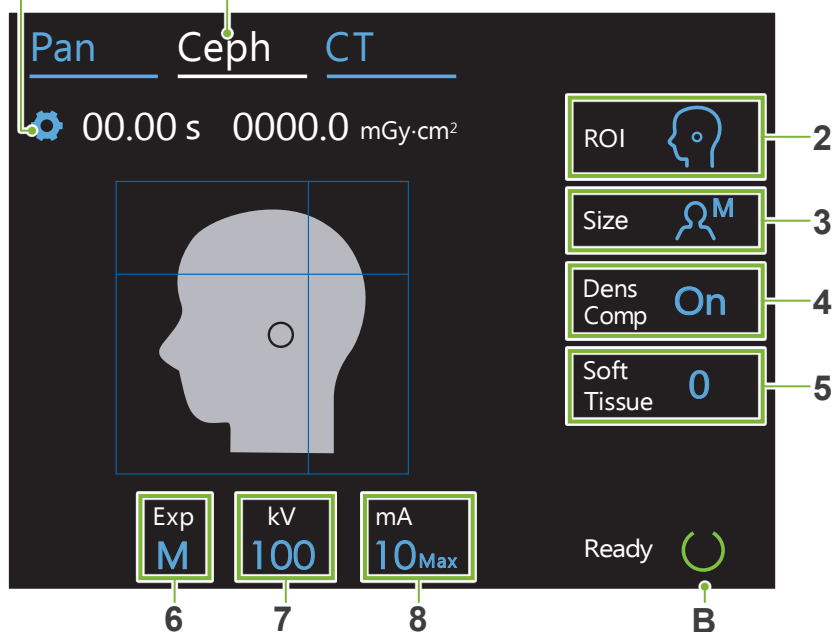 Pan Ceph CT
00.00 s 0000.0 mGy·cm²
ROI
2
Size M
3
Dens
Comp On
4
Soft
Tissue 0
5
Exp
M
kV
100
mA
10Max
Ready
6 7 8 B